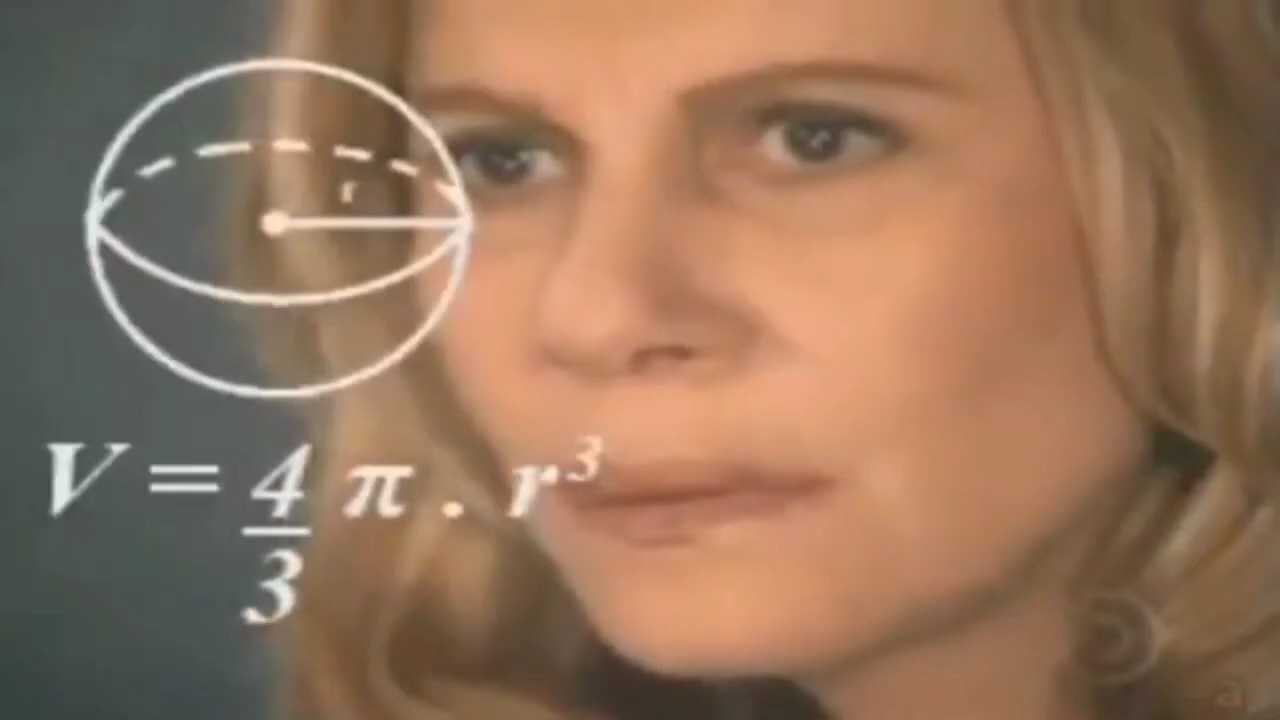 r
V = 4/3 π . r³